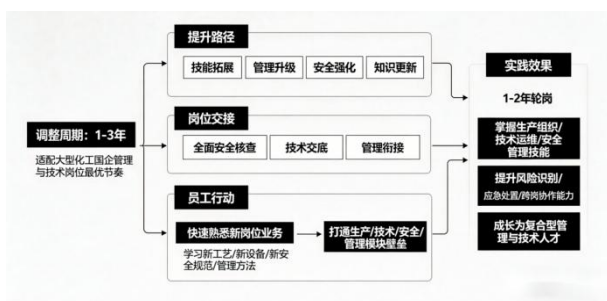 提升路径
技能拓展
管理升级
安全强化
知识更新
调整周期：1-3年
适配大型化工国企管理
与技术岗位最优节奏
岗位交接
全面安全核查
技术交底
管理衔接
员工行动
快速熟悉新岗位业务
学习新工艺/新设备/新安
全规范/管理方法
打通生产/技术/安全/
管理模块壁垒
实践效果
1-2年轮岗
掌握生产组织/
技术运维/安全
管理技能
提升风险识别/
应急处置/跨岗协作能力
成长为复合型管
理与技术人才